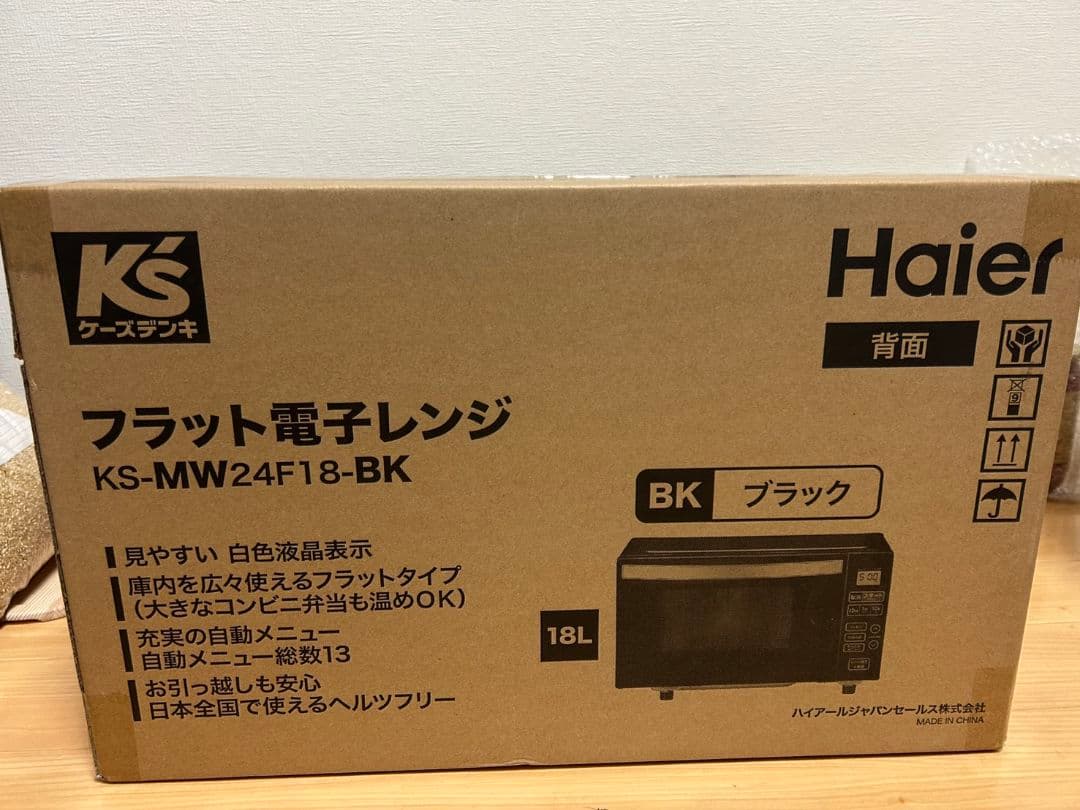 K's
ケーズデンキ
Haier
背面
9
フラット電子レンジ
KS-MW24F18-BK
BK ブラック
見やすい 白色液晶表示
庫内を広々使えるフラットタイプ
(大きなコンビニ弁当も温めOK)
充実の自動メニュー
自動メニュー総数13
お引っ越しも安心
日本全国で使えるヘルツフリー
18L
5:00
ハイアールジャパンセールス株式会社
MADE IN CHINA